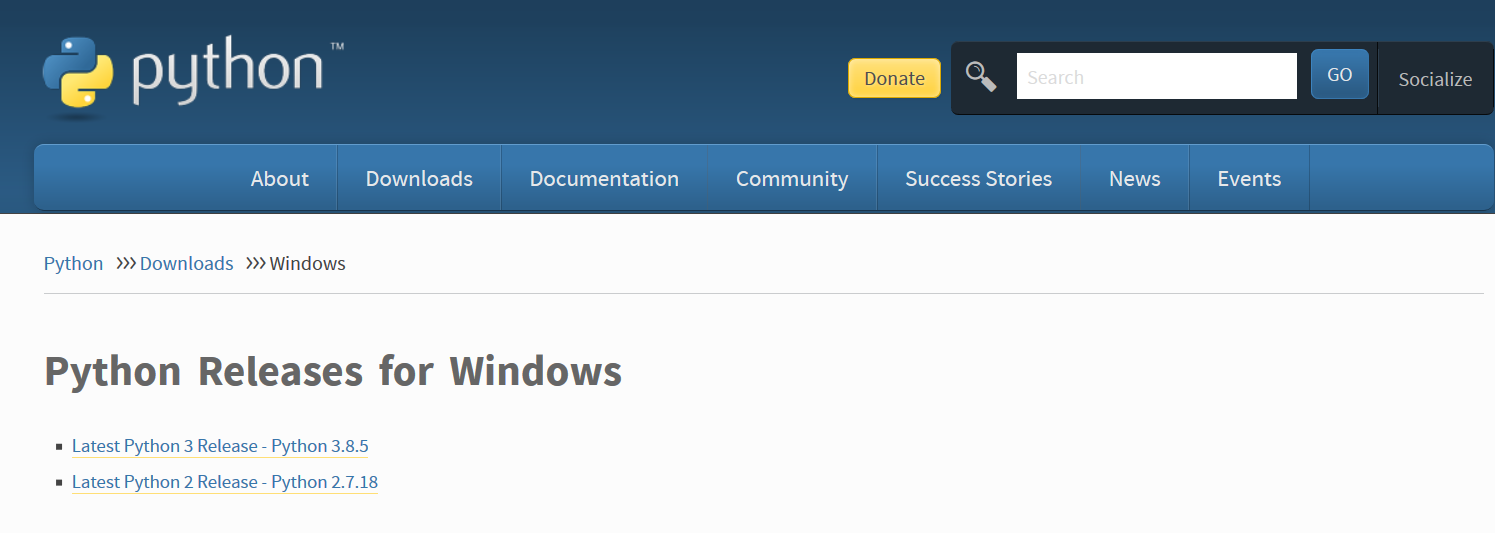 python™
Donate
Search
GO
Socialize
About Downloads Documentation Community Success Stories News Events
Python >>> Downloads >>> Windows
Python Releases for Windows
Latest Python 3 Release - Python 3.8.5
Latest Python 2 Release - Python 2.7.18